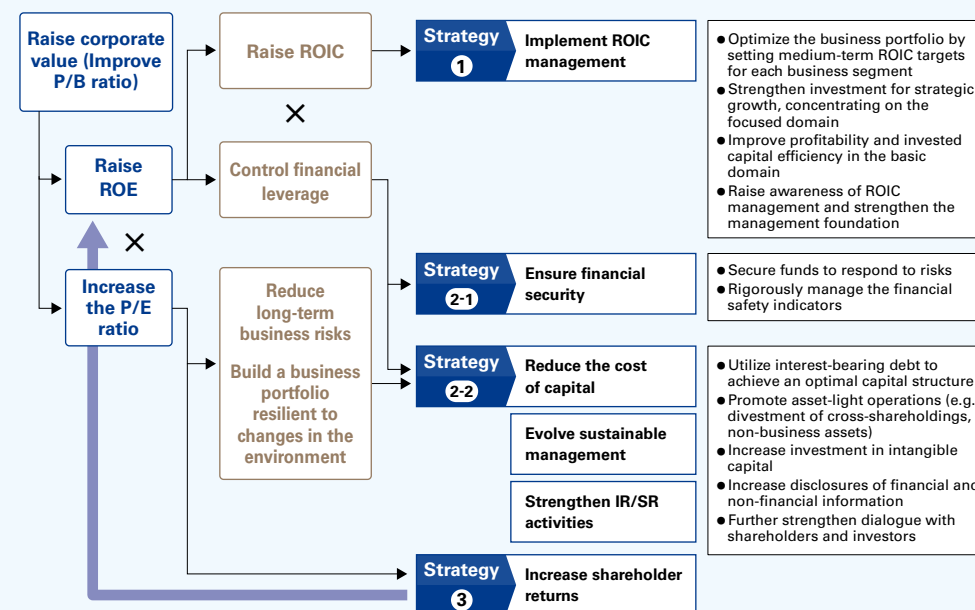 Raise corporate
value (Improve
P/B ratio)
Raise
ROE
×
Increase
the P/E
ratio
Raise ROIC
×
Control financial
leverage
Reduce
long-term
business risks
Build a business
portfolio
resilient to
changes in the
environment
Strategy
1
Implement ROIC
management
● Optimize the business portfolio by
setting medium-term ROIC targets
for each business segment
● Strengthen investment for strategic
growth, concentrating on the
focused domain
● Improve profitability and invested
capital efficiency in the basic
domain
● Raise awareness of ROIC
management and strengthen the
management foundation
Strategy
2-1
Ensure financial
security
● Secure funds to respond to risks
● Rigorously manage the financial
safety indicators
Strategy
2-2
Reduce the cost
of capital
Evolve sustainable
management
Strengthen IR/SR
activities
● Utilize interest-bearing debt to
achieve an optimal capital structure
● Promote asset-light operations (e.g.
divestment of cross-shareholdings,
non-business assets)
● Increase investment in intangible
capital
● Increase disclosures of financial and
non-financial information
● Further strengthen dialogue with
shareholders and investors
Strategy
3
Increase shareholder
returns